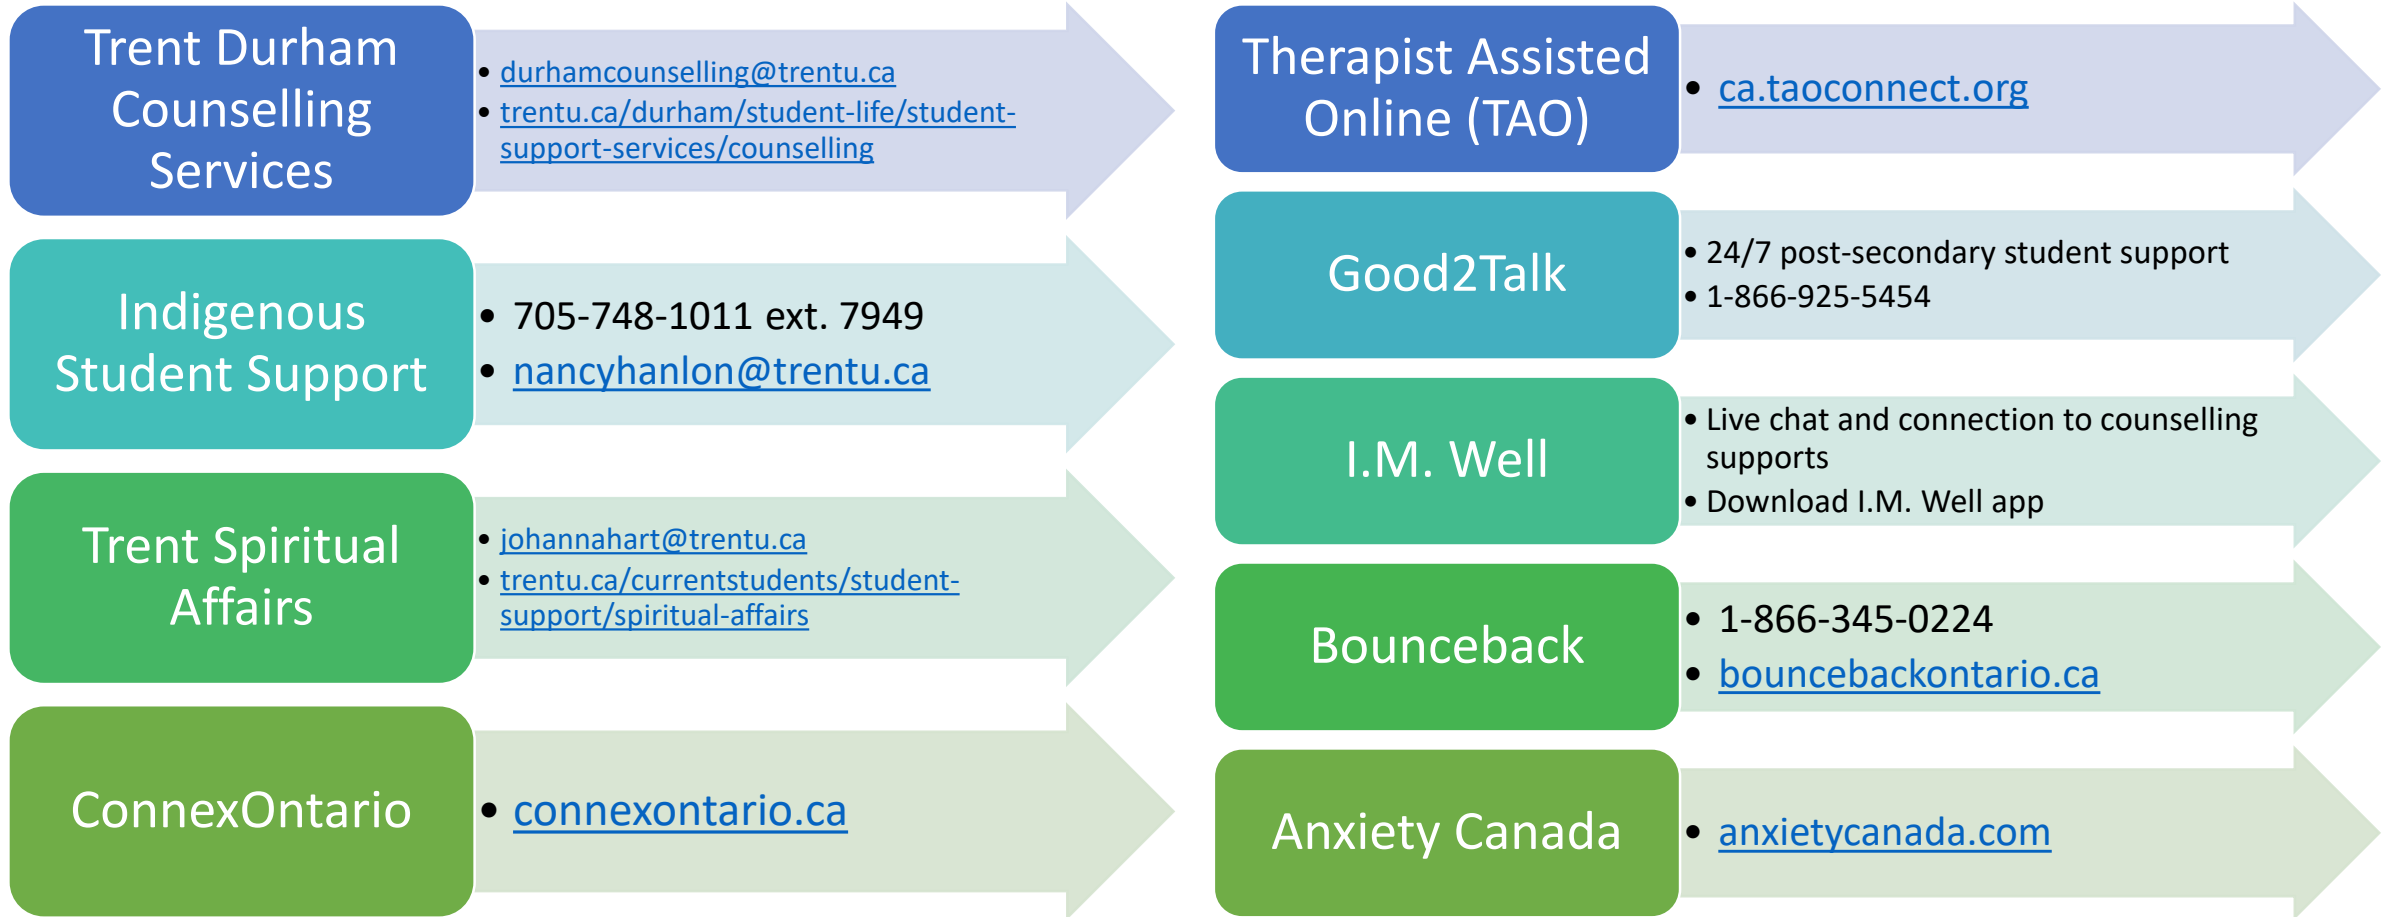 Trent Durham
Counselling
Services
• durhamcounselling@trentu.ca
• trentu.ca/durham/student-life/student-
support-services/counselling
Indigenous
Student Support
• 705-748-1011 ext. 7949
• nancyhanlon@trentu.ca
Trent Spiritual
Affairs
• johannahart@trentu.ca
• trentu.ca/currentstudents/student-
support/spiritual-affairs
ConnexOntario
• connexontario.ca
Therapist Assisted
Online (TAO)
• ca.taoconnect.org
Good2Talk
• 24/7 post-secondary student support
• 1-866-925-5454
I.M. Well
• Live chat and connection to counselling
supports
• Download I.M. Well app
Bounceback
• 1-866-345-0224
• bouncebackontario.ca
Anxiety Canada
• anxietycanada.com